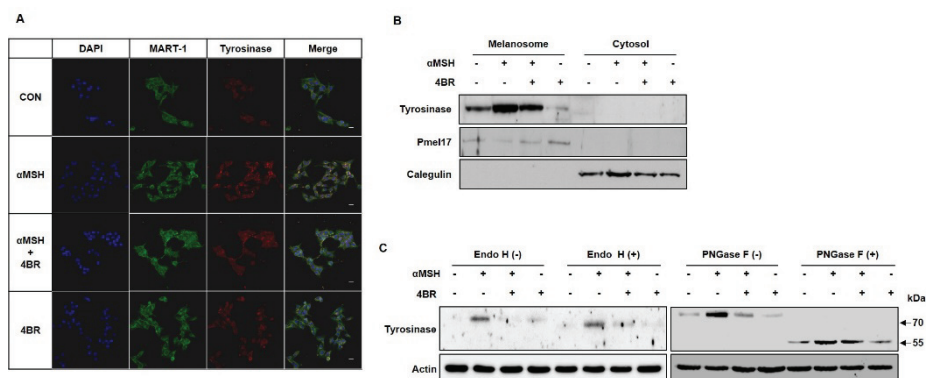 A
DAPI MART-1 Tyrosinase Merge
CON
αMSH
αMSH
+
4BR
4BR
B
Melanosome Cytosol
αMSH - + + - - + + -
4BR - - + + - - + +
Tyrosinase
Pmel17
Calegulin
C
Endo H (-) Endo H (+) PNGase F (-) PNGase F (+)
αMSH - + + - - + + - - + + - - + + -
4BR - - + + - - + + - - + + - - + +
kDa
Tyrosinase
70
55
Actin